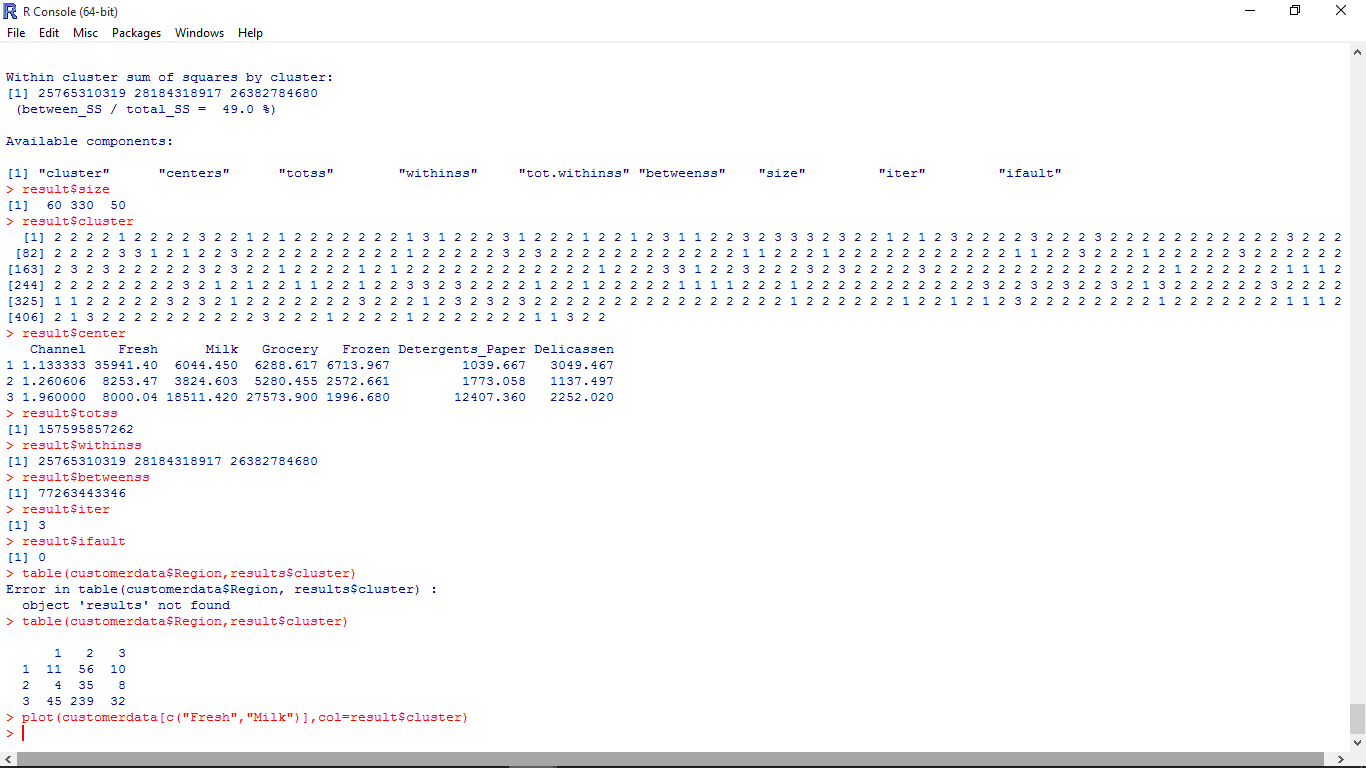 R Console (64-bit)
File Edit Misc Packages Windows Help
Within cluster sum of squares by cluster:
[1] 25765310319 28184318917 26382784680
(between_SS / total_SS =  49.0 %)
Available components:
[1] "cluster" "centers" "totss" "withinss" "tot.withinss" "betweenss" "size" "iter" "ifault"
> result$size
[1]  60 330  50
> result$cluster
[1] 2 2 2 2 1 2 2 2 2 3 2 2 1 2 1 2 2 2 2 2 2 2 1 3 1 2 2 2 3 1 2 2 2 1 2 2 1 2 3 1 1 2 2 3 2 3 3 3 2 3 2 2 1 2 1 2 3 2 2 2 2 3 2 2 2 3 2 2 2 2 2 2 2 2 2 2 2 3 2 2 2
[82] 2 2 2 2 3 3 1 2 1 2 2 3 2 2 2 2 2 2 2 2 2 2 1 2 2 2 2 2 3 2 3 2 2 2 2 2 2 2 2 2 2 2 2 1 1 2 2 2 1 2 2 2 2 2 2 2 2 2 2 2 1 1 2 2 3 2 2 2 1 2 2 2 2 2 3 2 2 2 2 2 2
[163] 2 3 2 3 2 2 2 2 2 3 2 3 2 2 1 2 2 2 2 1 2 1 2 2 2 2 2 2 2 2 2 2 2 2 1 2 2 2 3 3 1 2 2 3 2 2 2 3 2 3 2 2 2 2 3 2 2 2 2 2 2 2 2 2 2 2 2 2 2 2 1 2 2 2 2 2 2 1 1 1 2
[244] 2 2 2 2 2 2 2 2 3 2 1 2 1 2 2 1 1 2 2 1 2 2 3 3 2 3 2 2 2 2 1 2 2 1 2 2 2 2 2 1 1 1 1 2 2 1 2 2 2 2 2 2 2 2 2 2 2 2 3 2 2 3 2 3 2 2 3 2 1 3 2 2 2 2 2 2 3 2 2 2 2
[325] 1 1 2 2 2 2 2 3 2 3 2 1 2 2 2 2 2 2 2 3 2 2 2 1 2 3 2 3 2 3 2 2 2 2 2 2 2 2 2 2 2 2 2 2 2 2 1 2 2 2 2 2 2 1 2 2 1 2 1 2 3 2 2 2 2 2 2 2 2 1 2 2 2 2 2 2 2 1 1 1 2
[406] 2 1 3 2 2 2 2 2 2 2 2 2 2 3 2 2 2 1 2 2 2 2 1 2 2 2 2 2 2 2 1 1 3 2 2
> result$center
Channel Fresh Milk Grocery Frozen Detergents_Paper Delicassen
1 1.133333 35941.40 6044.450 6288.617 6713.967 1039.667 3049.467
2 1.260606 8253.47 3824.603 5280.455 2572.661 1773.058 1137.497
3 1.960000 8000.04 18511.420 27573.900 1996.680 12407.360 2252.020
> result$totss
[1] 157595857262
> result$withinss
[1] 25765310319 28184318917 26382784680
> result$betweenss
[1] 77263443346
> result$iter
[1] 3
> result$ifault
[1] 0
> table(customerdata$Region,results$cluster)
Error in table(customerdata$Region, results$cluster) :
object 'results' not found
> table(customerdata$Region,result$cluster)
1 2 3
1 11 56 10
2 4 35 8
3 45 239 32
> plot(customerdata[c("Fresh","Milk")],col=result$cluster)
>